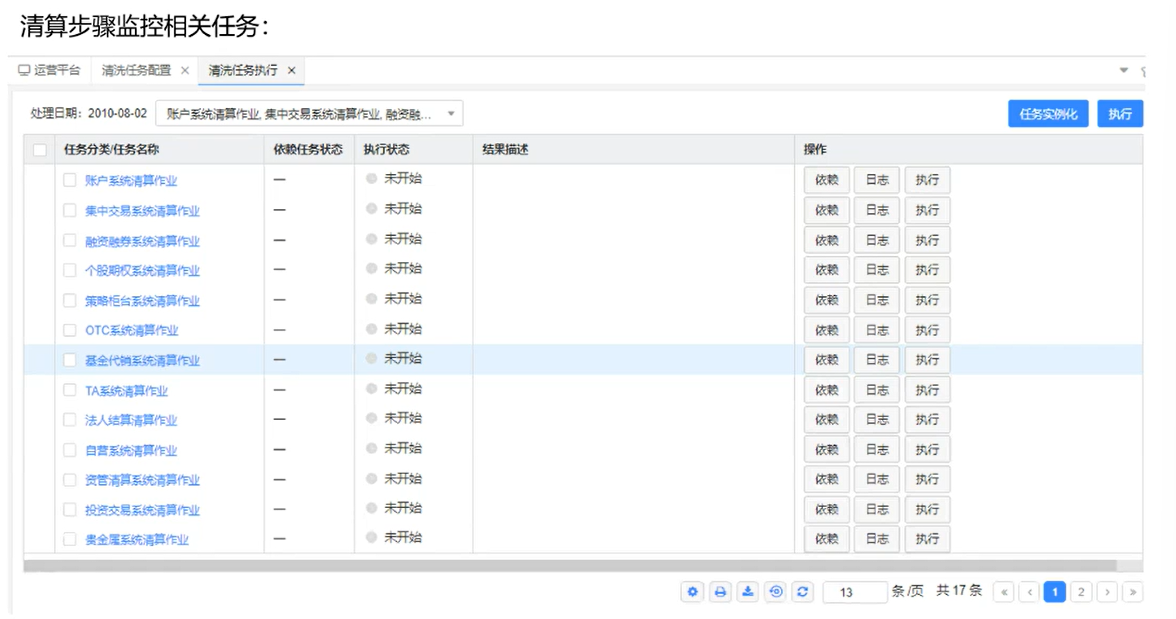 清算步骤监控相关任务：
运营平台 清洗任务配置 × 清洗任务执行 ×
处理日期: 2010-08-02 账户系统清算作业, 集中交易系统清算作业, 融资融... 任务实例化 执行
任务分类/任务名称 依赖任务状态 执行状态 结果描述 操作
账户系统清算作业 — 未开始 依赖 日志 执行
集中交易系统清算作业 — 未开始 依赖 日志 执行
融资融券系统清算作业 — 未开始 依赖 日志 执行
个股期权系统清算作业 — 未开始 依赖 日志 执行
策略柜台系统清算作业 — 未开始 依赖 日志 执行
OTC系统清算作业 — 未开始 依赖 日志 执行
基金代销系统清算作业 — 未开始 依赖 日志 执行
TA系统清算作业 — 未开始 依赖 日志 执行
法人结算清算作业 — 未开始 依赖 日志 执行
自营系统清算作业 — 未开始 依赖 日志 执行
资管清算系统清算作业 — 未开始 依赖 日志 执行
投资交易系统清算作业 — 未开始 依赖 日志 执行
贵金属系统清算作业 — 未开始 依赖 日志 执行
13 条/页 共 17 条 « ‹ 1 2 › »